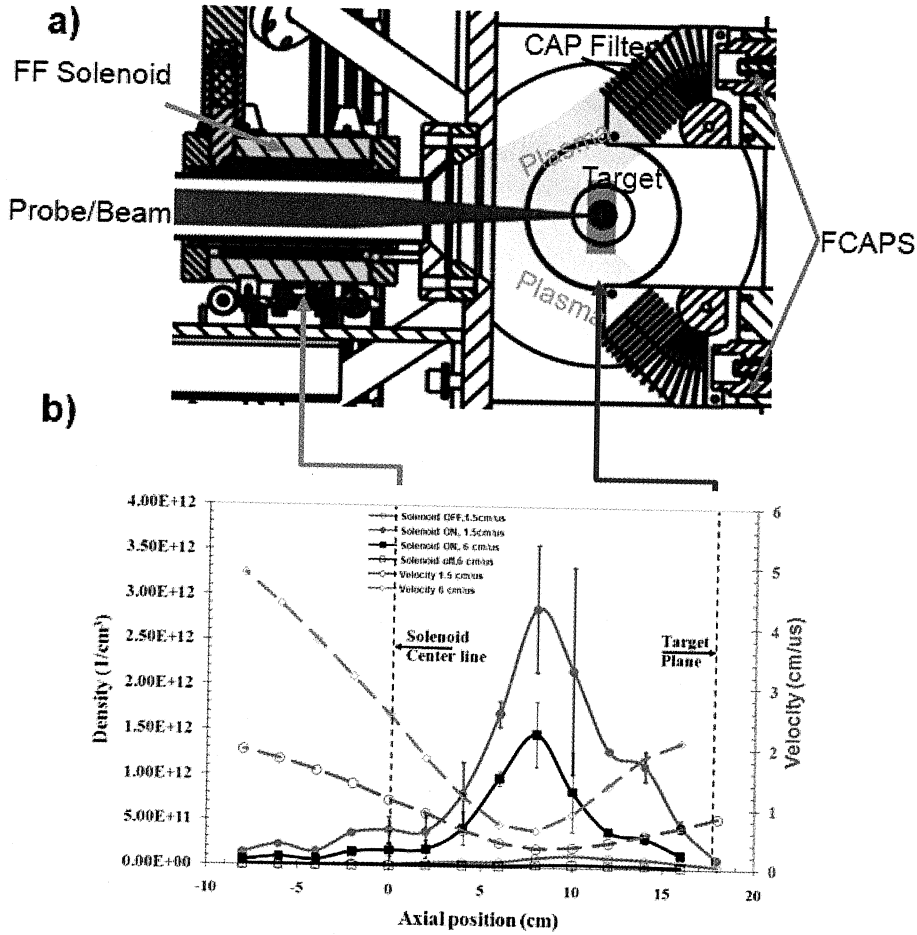 a)
CAP Filter
FF Solenoid
Plasma
Target
Probe/Beam
FCAPS
Plasma
b)
4.00E+12
3.50E+12
3.00E+12
2.50E+12
2.00E+12
1.50E+12
1.00E+12
5.00E+11
0.00E+00
Density (1/cm³)
Solenoid OFF,1.5cm/us
Solenoid ON, 1.5cm/us
Solenoid ON, 6 cm/us
Solenoid off,6 cm/us
Velocity 1.5 cm/us
Velocity 6 cm/us
Solenoid
Center line
Target
Plane
6
5
4
3
2
1
0
Velocity (cm/us)
-10
-5
0
5
10
15
20
Axial position (cm)